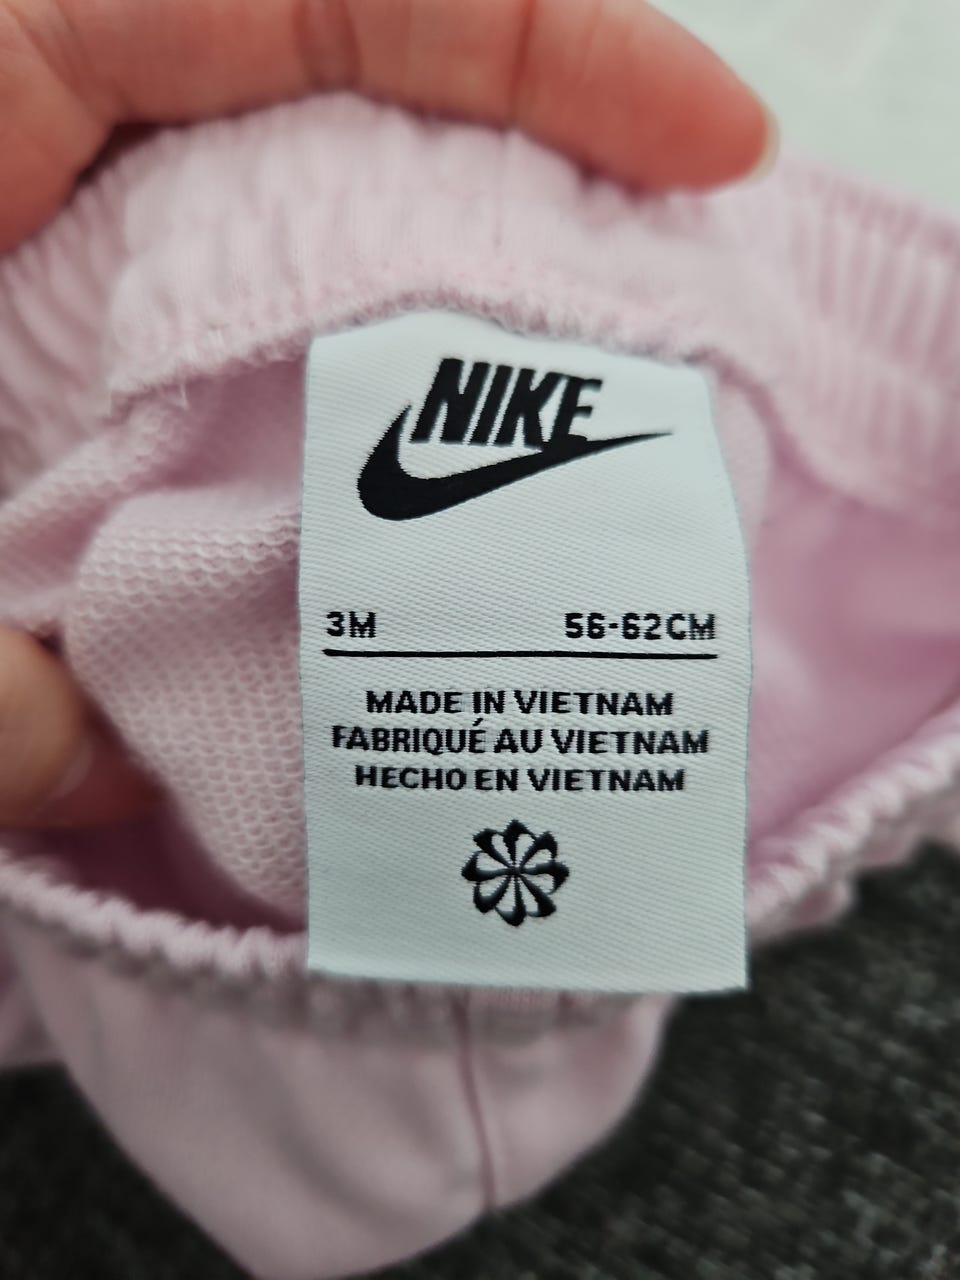 NIKE
3M 56-62CM
MADE IN VIETNAM
FABRIQUÉ AU VIETNAM
HECHO EN VIETNAM